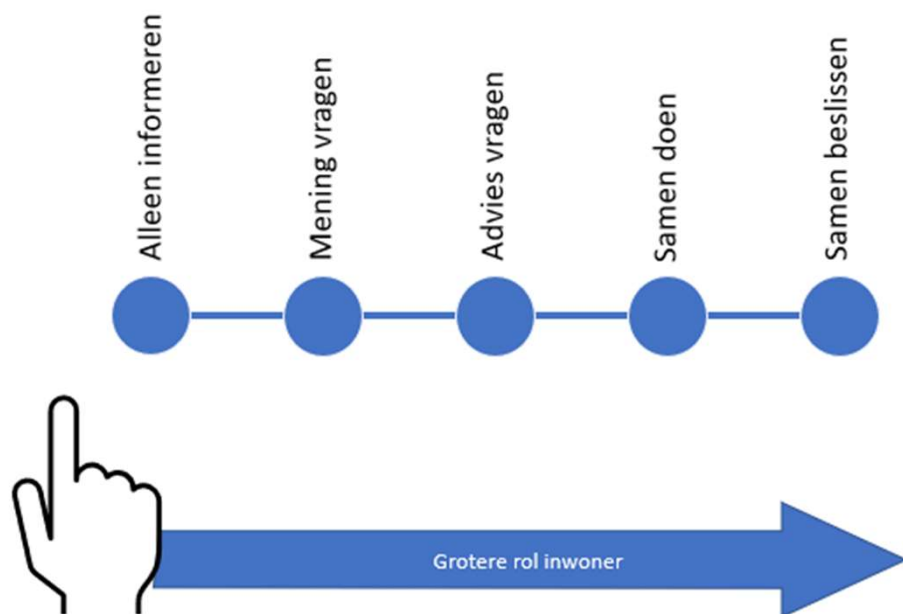 Alleen informeren
Mening vragen
Advies vragen
Samen doen
Samen beslissen
Grotere rol inwoner